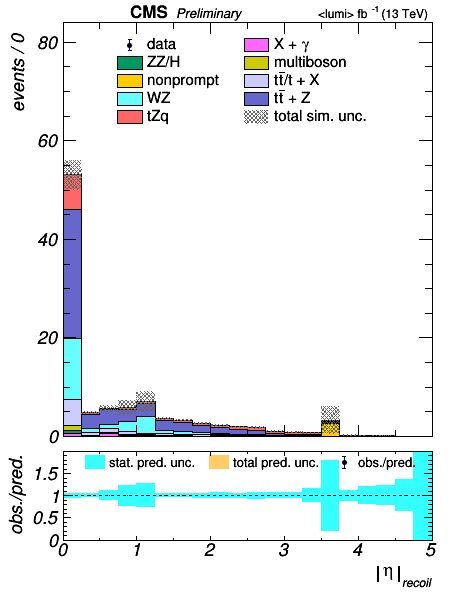 CMS Preliminary <lumi> fb⁻¹ (13 TeV)
events / 0
80
60
40
20
0
data
ZZ/H
nonprompt
WZ
tZq
X + γ
multiboson
tt̄/t + X
tt̄ + Z
total sim. unc.
obs./pred.
1.5
1
0.5
0
stat. pred. unc. total pred. unc. obs./pred.
0 1 2 3 4 5
|η|recoil